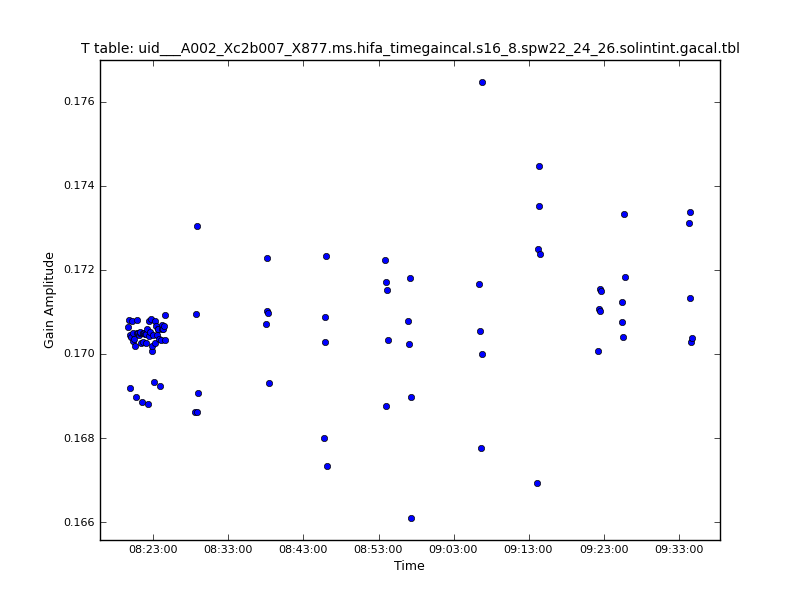 T table: uid___A002_Xc2b007_X877.ms.hifa_timegaincal.s16_8.spw22_24_26.solintint.gacal.tbl
0.176
0.174
0.172
0.170
0.168
0.166
Gain Amplitude
08:23:00 08:33:00 08:43:00 08:53:00 09:03:00 09:13:00 09:23:00 09:33:00
Time